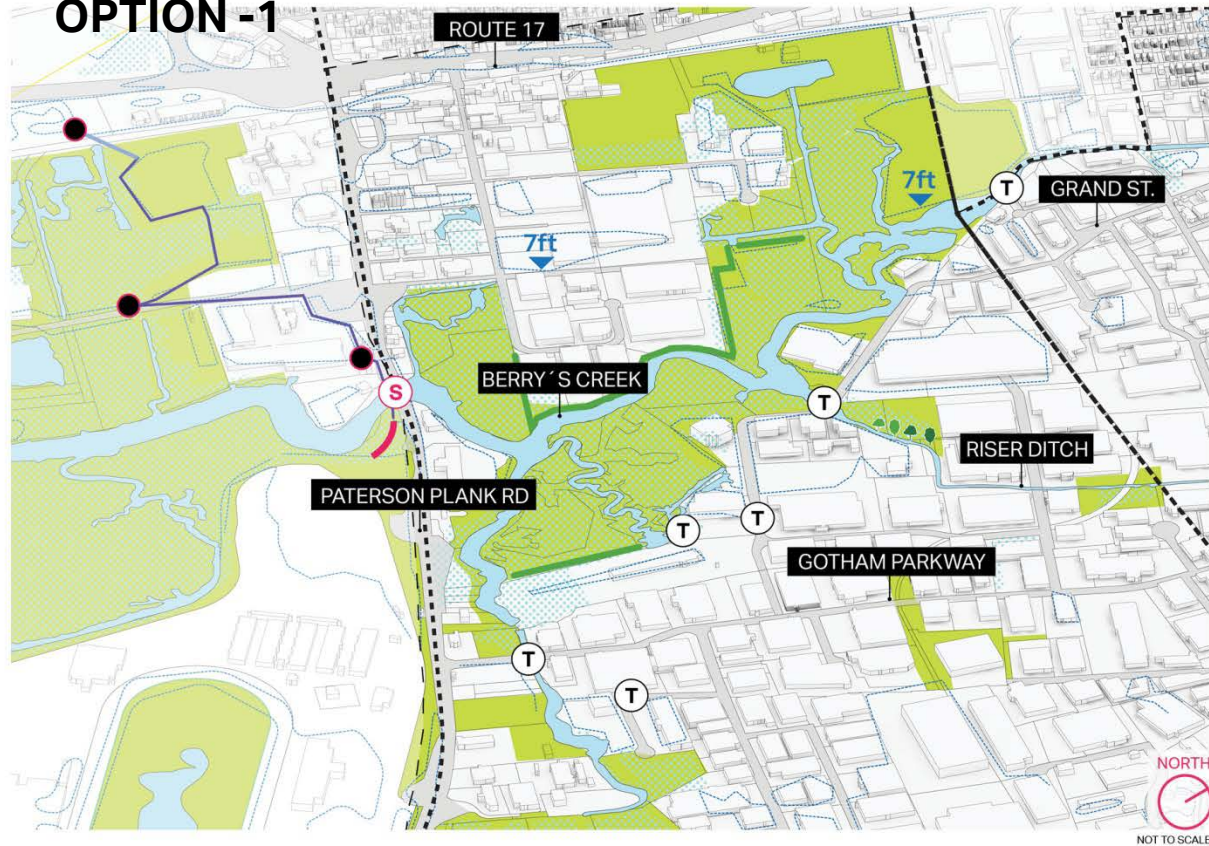 OPTION -1
ROUTE 17
7ft
T
GRAND ST.
7ft
S
BERRY´S CREEK
T
RISER DITCH
PATERSON PLANK RD
T
T
GOTHAM PARKWAY
T
T
NORTH
NOT TO SCALE